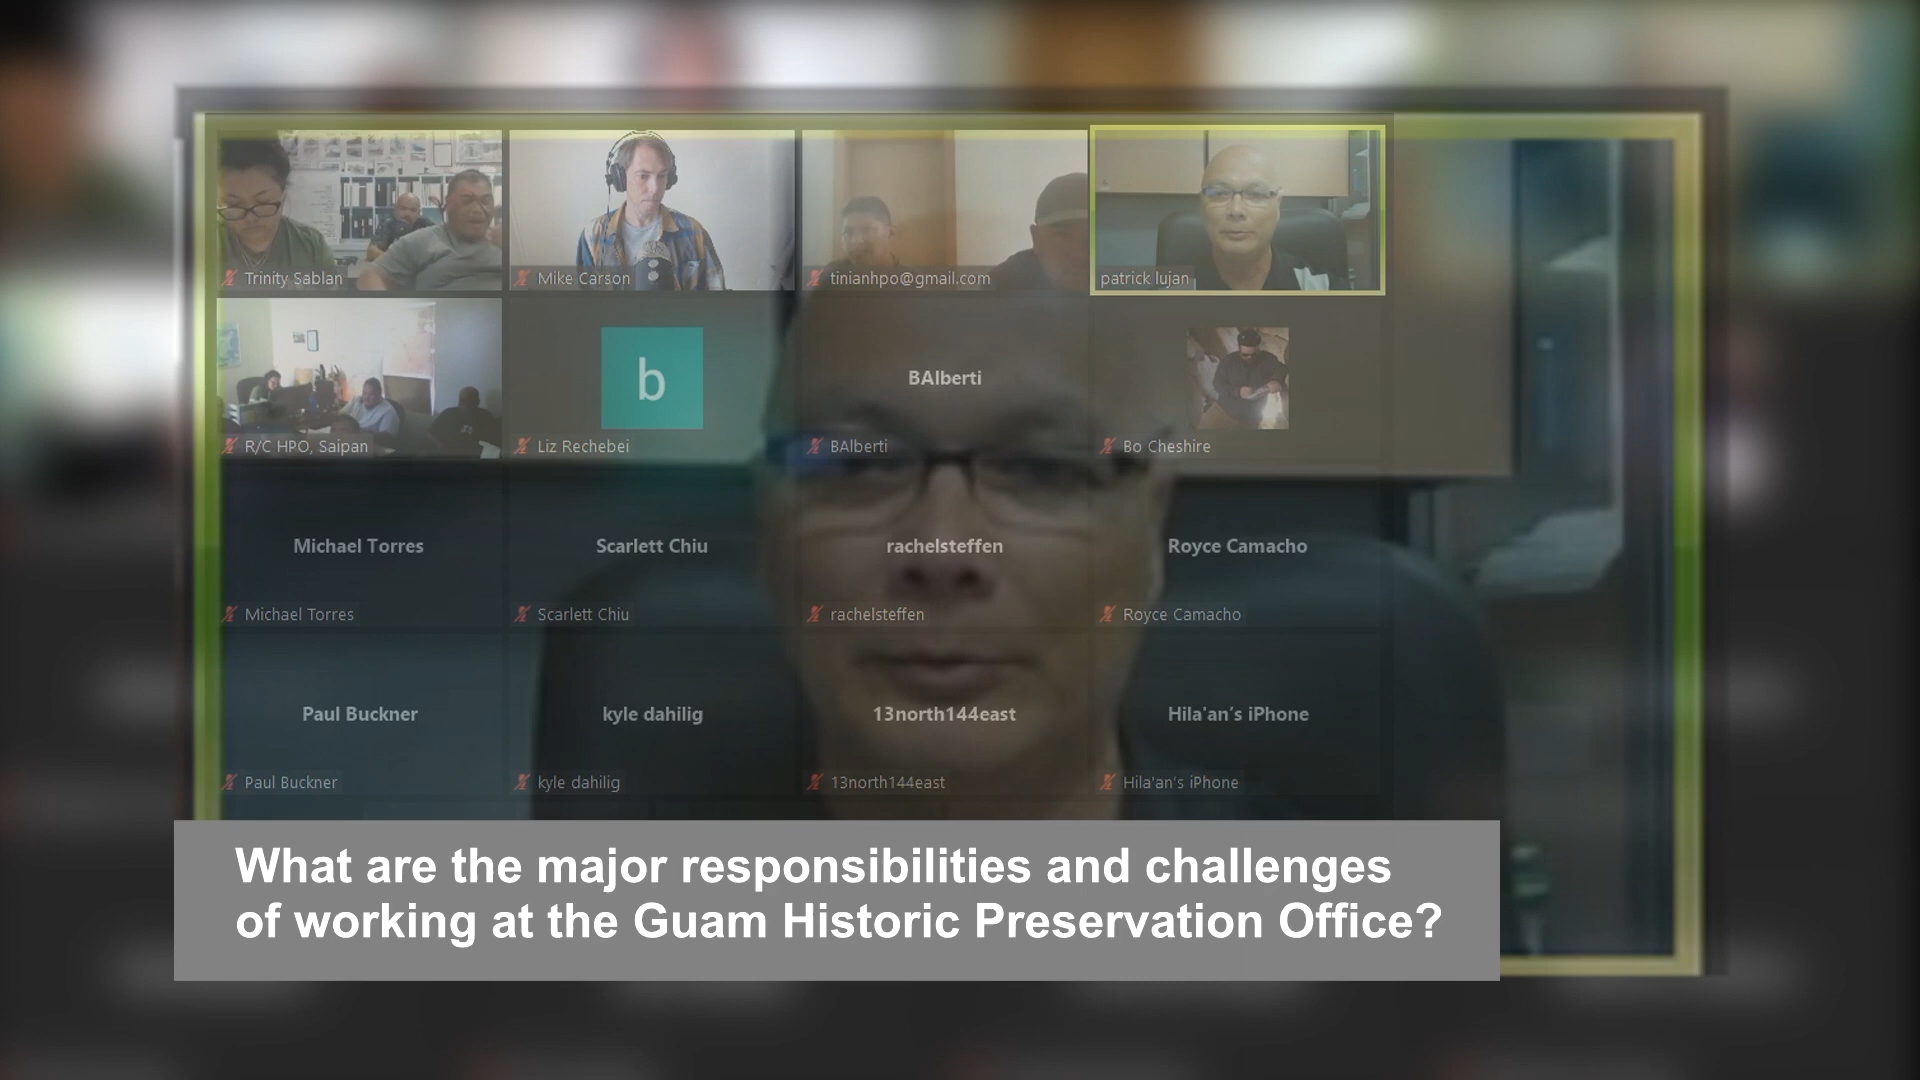 Trinity Sablan
Mike Carson
tinianhpo@gmail.com
patrick lujan
b
BAlberti
R/C HPO, Saipan
Liz Rechebei
BAlberti
Bo Cheshire
Michael Torres
Scarlett Chiu
rachelsteffen
Royce Camacho
Michael Torres
Scarlett Chiu
rachelsteffen
Royce Camacho
Paul Buckner
kyle dahilig
13north144east
Hila'an's iPhone
Paul Buckner
kyle dahilig
13north144east
Hila'an's iPhone
What are the major responsibilities and challenges
of working at the Guam Historic Preservation Office?